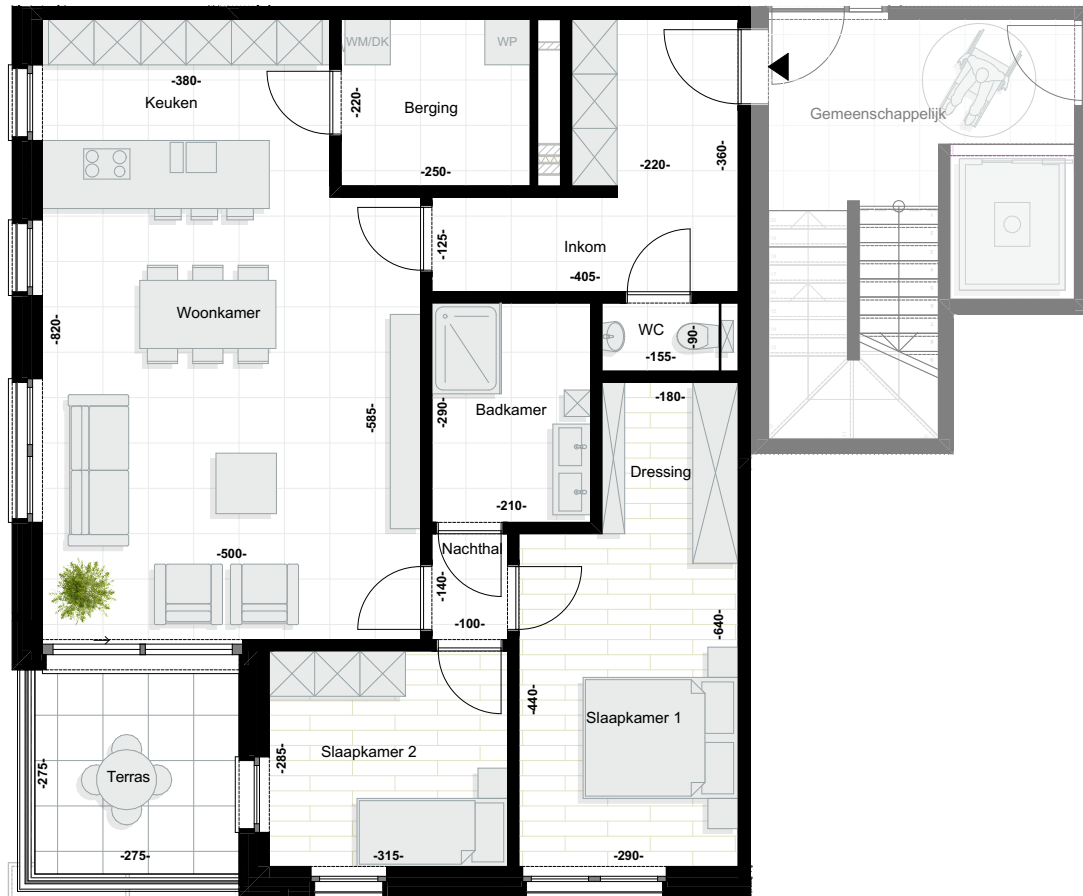 WM/DK
WP
-380-
Keuken
-220-
Berging
-250-
-220-
-360-
Gemeenschappelijk
-125-
Inkom
-405-
-820-
Woonkamer
WC
-90-
-155-
-585-
-290-
Badkamer
-180-
Dressing
-210-
-500-
Nachthal
-140-
-100-
-640-
-440-
Slaapkamer 1
-285-
Slaapkamer 2
-275-
Terras
-275-
-315-
-290-